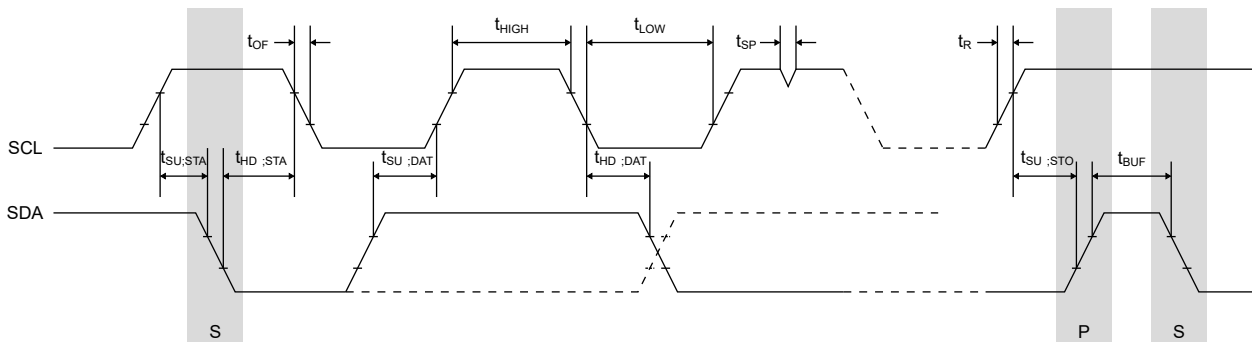 tOF
tHIGH
tLOW
tSP
tR
SCL
tSU;STA
tHD ;STA
tSU ;DAT
tHD ;DAT
tSU ;STO
tBUF
SDA
S
P
S